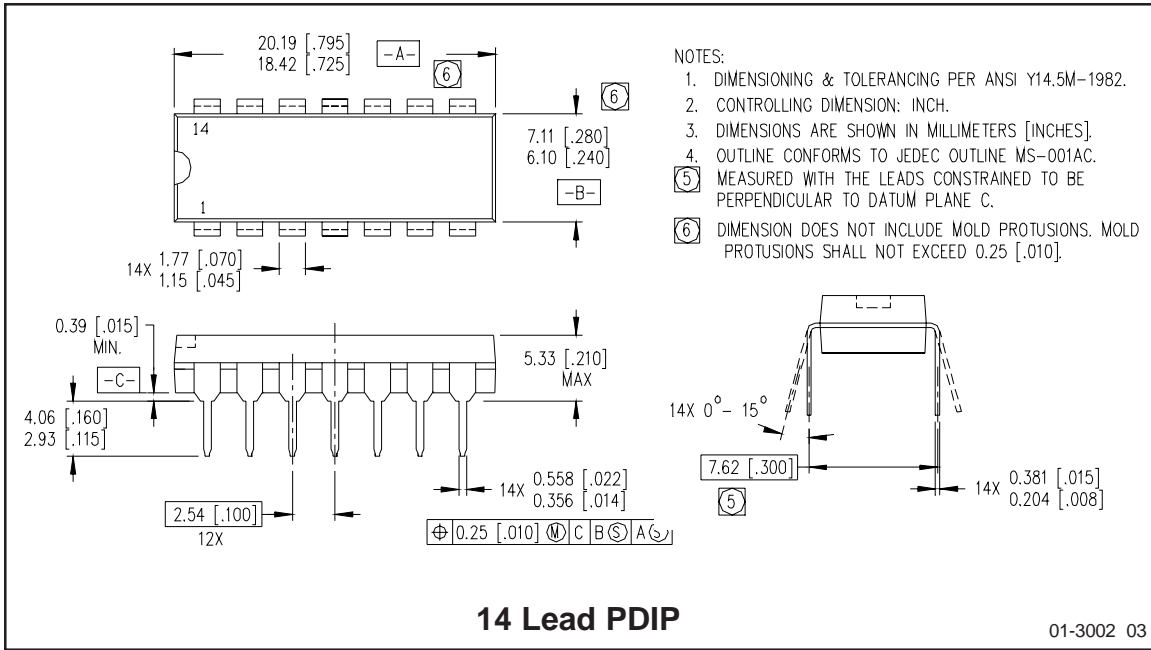 20.19 [.795]
18.42 [.725]
-A-
6
6
14
1
7.11 [.280]
6.10 [.240]
-B-
14X 1.77 [.070]
1.15 [.045]
NOTES:
1. DIMENSIONING & TOLERANCING PER ANSI Y14.5M-1982.
2. CONTROLLING DIMENSION: INCH.
3. DIMENSIONS ARE SHOWN IN MILLIMETERS [INCHES].
4. OUTLINE CONFORMS TO JEDEC OUTLINE MS-001AC.
5 MEASURED WITH THE LEADS CONSTRAINED TO BE
PERPENDICULAR TO DATUM PLANE C.
6 DIMENSION DOES NOT INCLUDE MOLD PROTUSIONS. MOLD
PROTUSIONS SHALL NOT EXCEED 0.25 [.010].
0.39 [.015]
MIN.
-C-
4.06 [.160]
2.93 [.115]
5.33 [.210]
MAX
2.54 [.100]
12X
14X 0.558 [.022]
0.356 [.014]
⌖ 0.25 [.010] Ⓜ C B Ⓢ A Ⓢ
14X 0°- 15°
7.62 [.300]
5
14X 0.381 [.015]
0.204 [.008]
14 Lead PDIP
01-3002 03